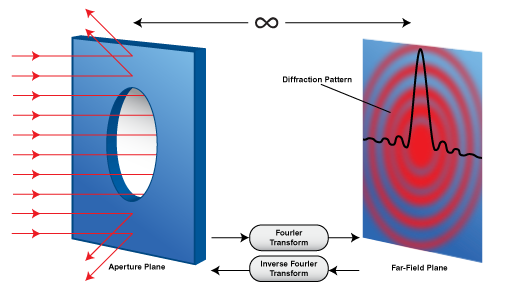 ∞
Diffraction Pattern
Fourier
Transform
Inverse Fourier
Transform
Aperture Plane
Far-Field Plane